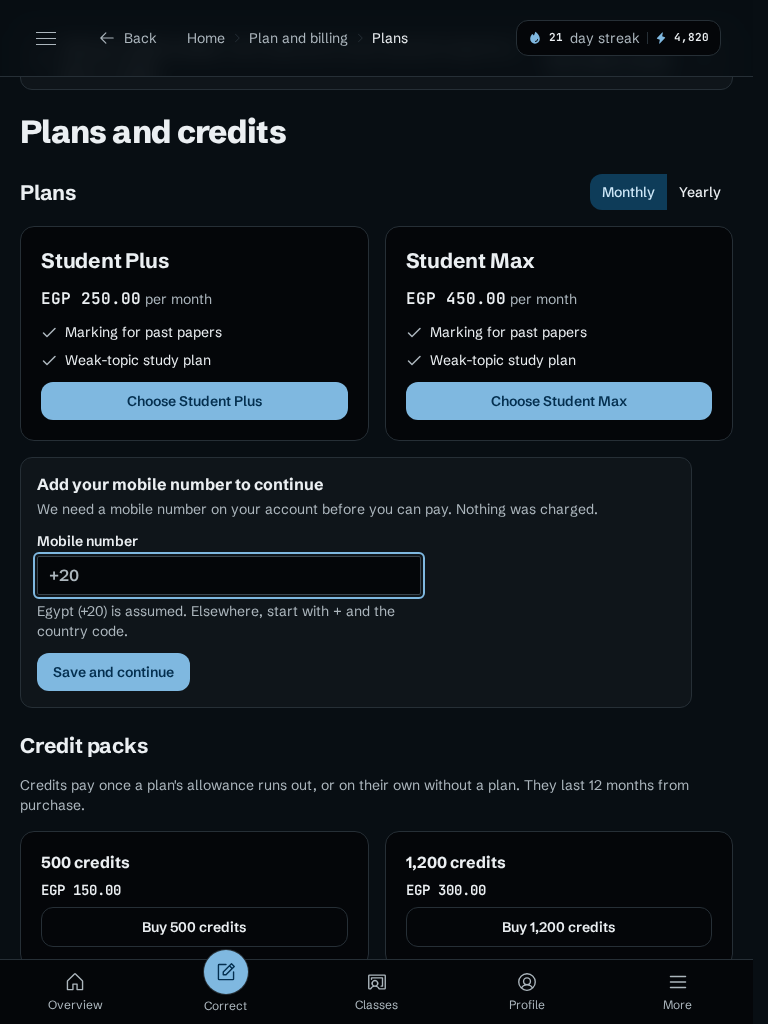 Back
Home
Plan and billing
Plans
21 day streak
4,820
Plans and credits
Plans
Monthly
Yearly
Student Plus
EGP 250.00 per month
Marking for past papers
Weak-topic study plan
Choose Student Plus
Student Max
EGP 450.00 per month
Marking for past papers
Weak-topic study plan
Choose Student Max
Add your mobile number to continue
We need a mobile number on your account before you can pay. Nothing was charged.
Mobile number
+20
Egypt (+20) is assumed. Elsewhere, start with + and the
country code.
Save and continue
Credit packs
Credits pay once a plan's allowance runs out, or on their own without a plan. They last 12 months from
purchase.
500 credits
EGP 150.00
Buy 500 credits
1,200 credits
EGP 300.00
Buy 1,200 credits
Overview
Correct
Classes
Profile
More